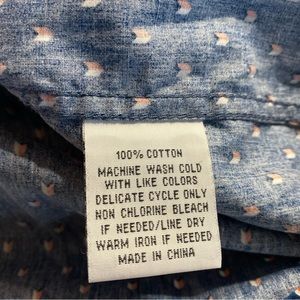 100% COTTON
MACHINE WASH COLD
WITH LIKE COLORS
DELICATE CYCLE ONLY
NON CHLORINE BLEACH
IF NEEDED/LINE DRY
WARM IRON IF NEEDED
MADE IN CHINA